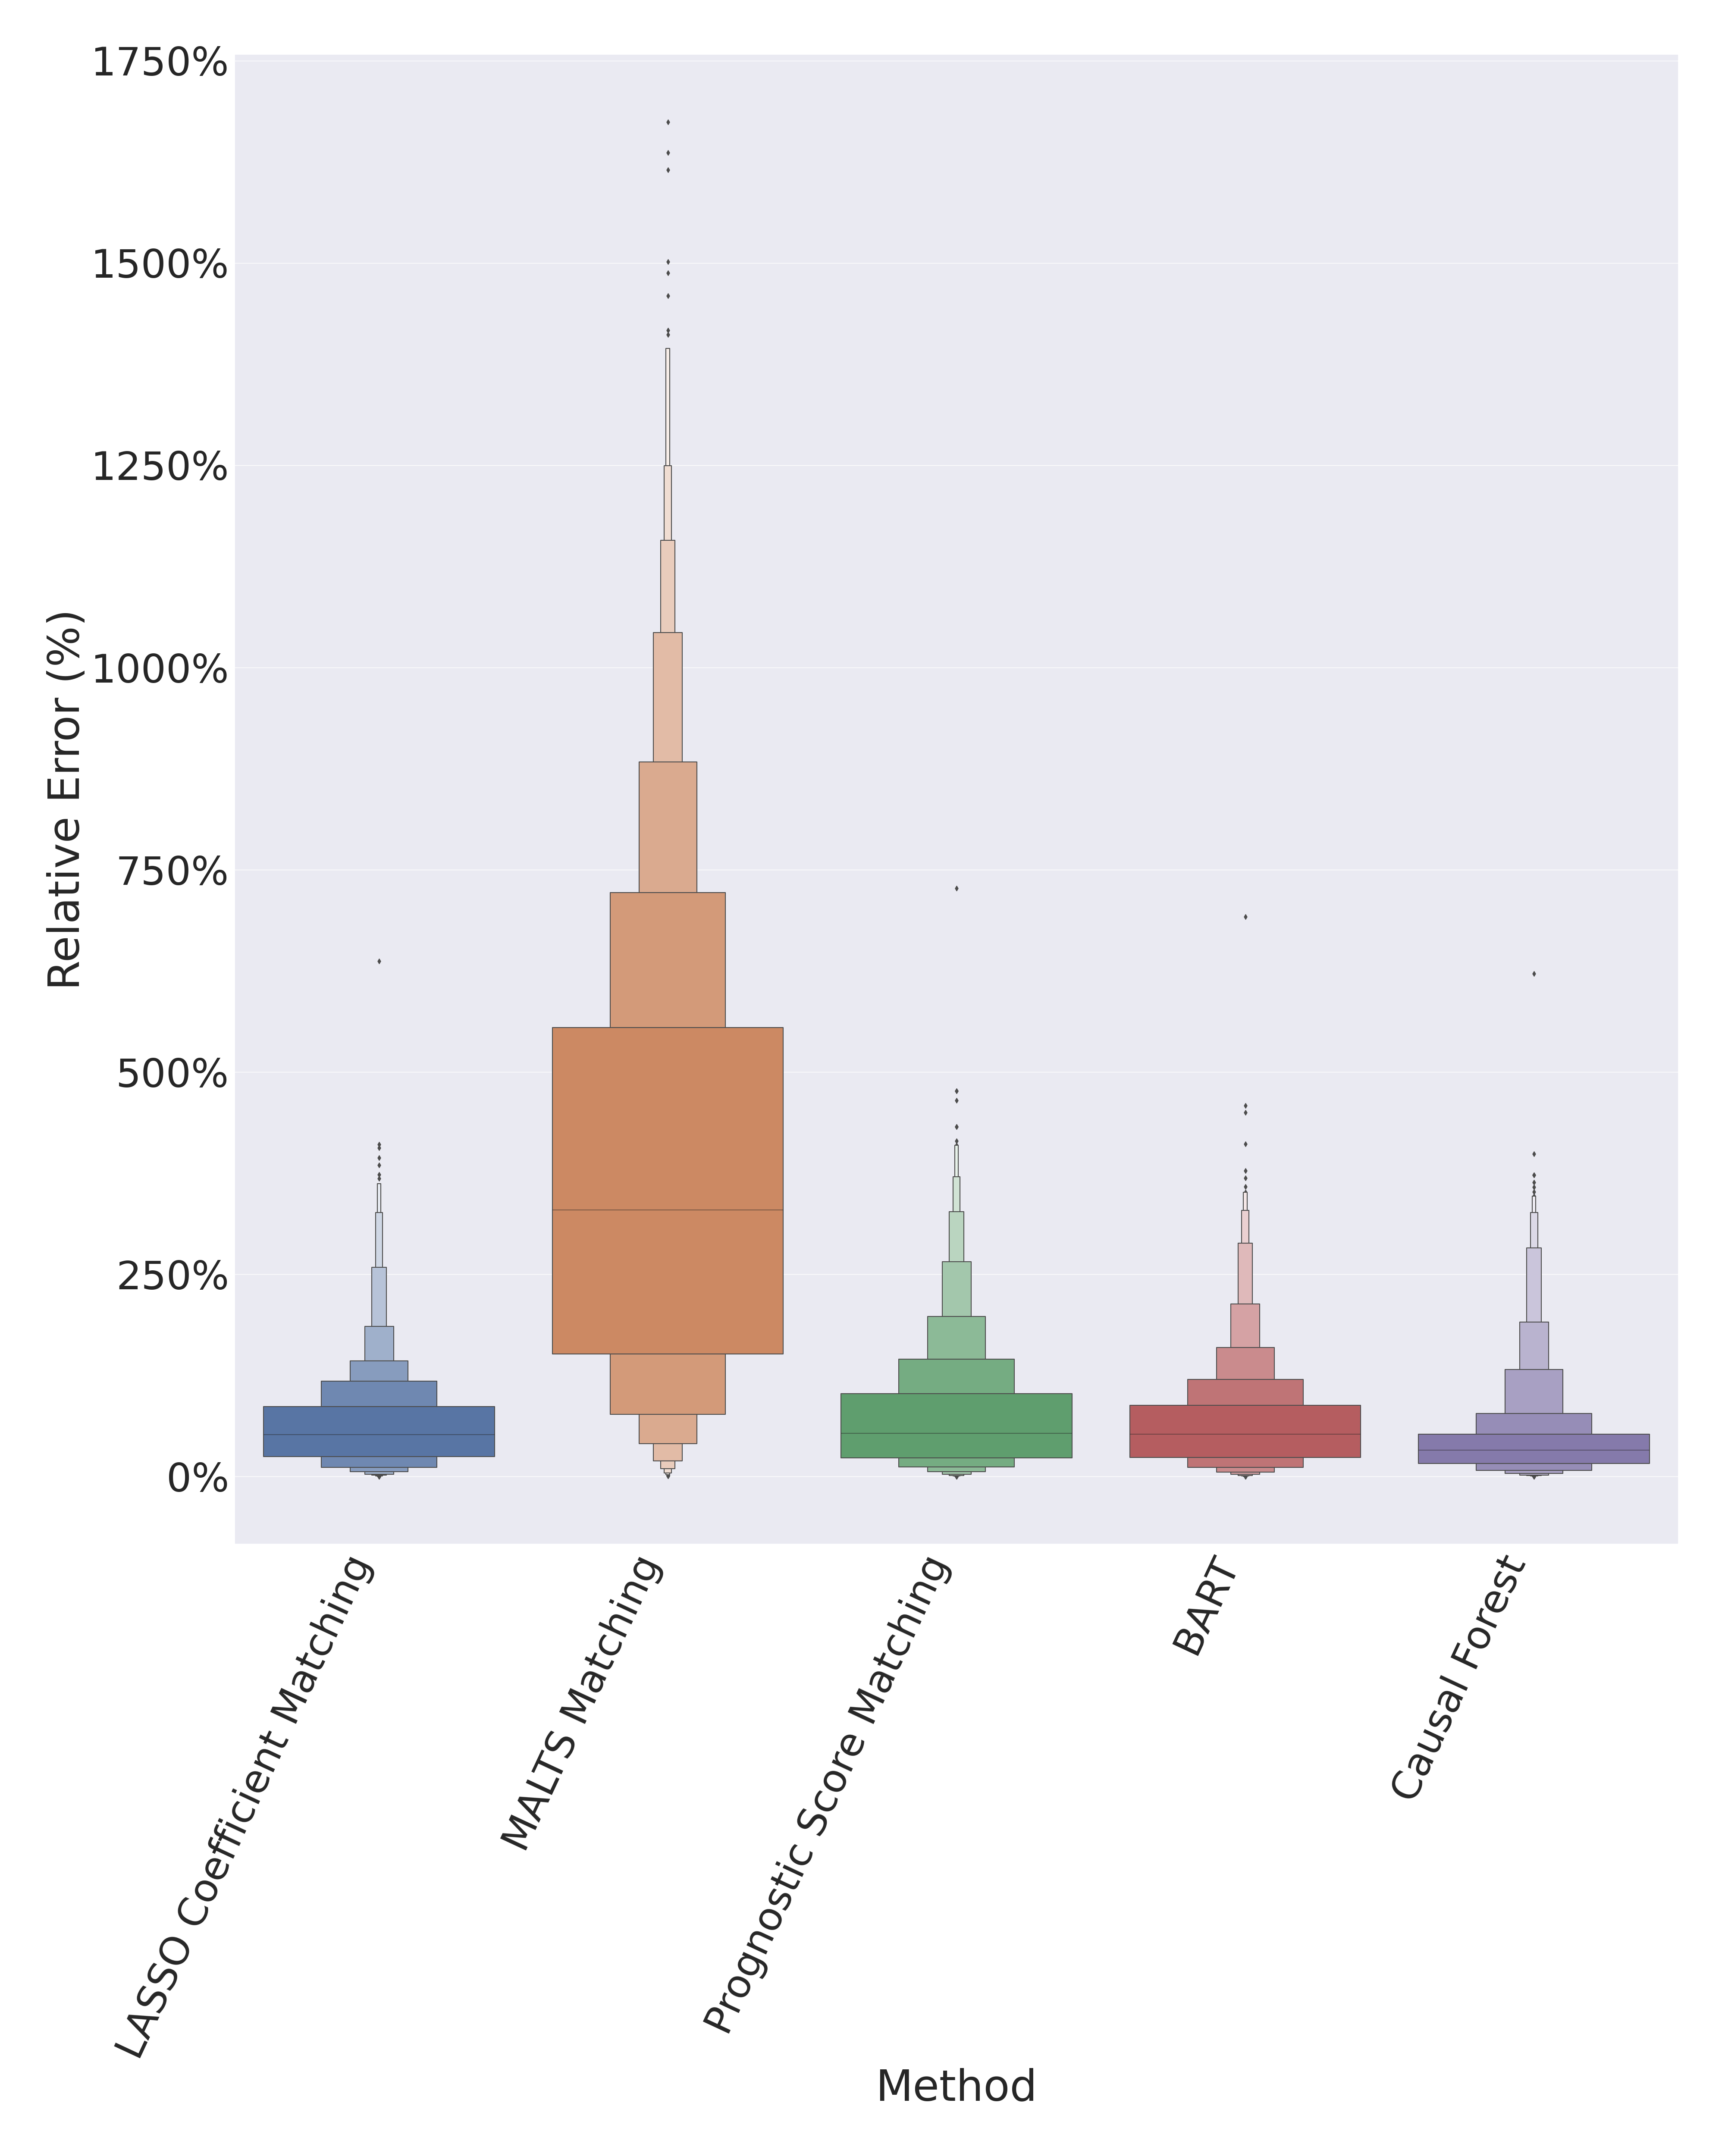 1750%
1500%
1250%
1000%
750%
500%
250%
0%
Relative Error (%)
LASSO Coefficient Matching
MALTS Matching
Prognostic Score Matching
BART
Causal Forest
Method